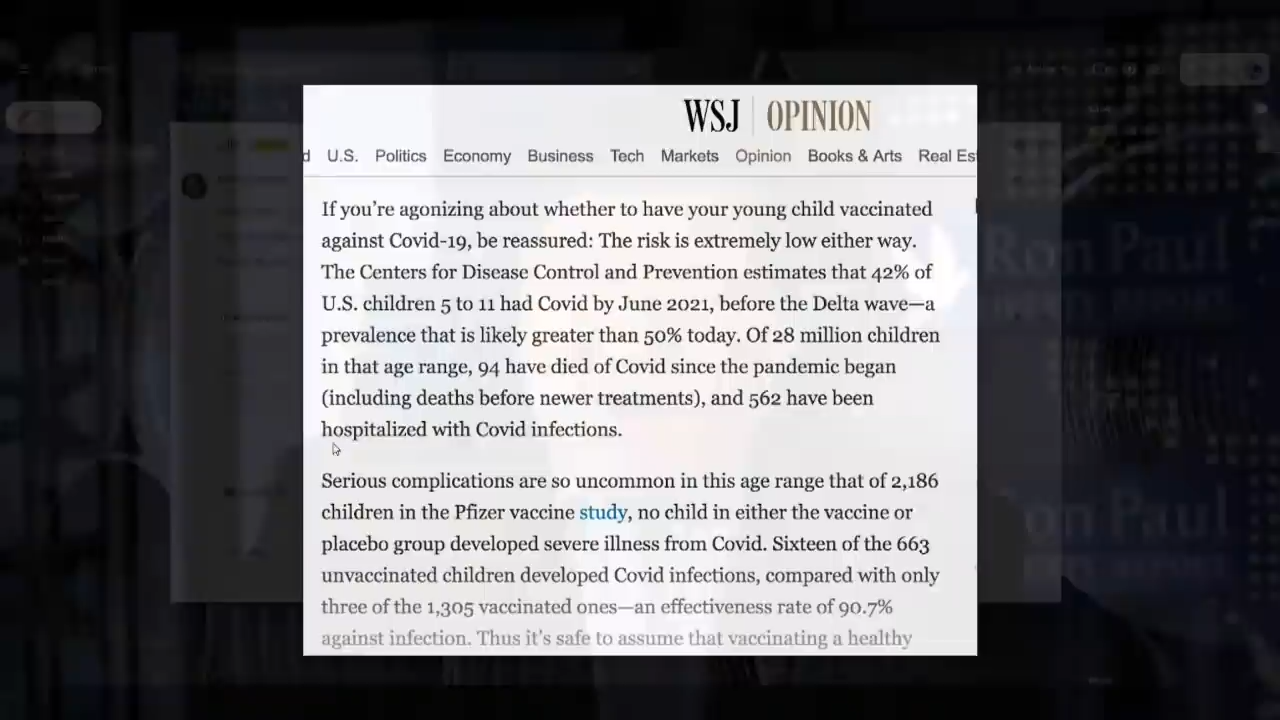 WSJ OPINION
d U.S. Politics Economy Business Tech Markets Opinion Books & Arts Real Est
If you’re agonizing about whether to have your young child vaccinated
against Covid-19, be reassured: The risk is extremely low either way.
The Centers for Disease Control and Prevention estimates that 42% of
U.S. children 5 to 11 had Covid by June 2021, before the Delta wave—a
prevalence that is likely greater than 50% today. Of 28 million children
in that age range, 94 have died of Covid since the pandemic began
(including deaths before newer treatments), and 562 have been
hospitalized with Covid infections.
Serious complications are so uncommon in this age range that of 2,186
children in the Pfizer vaccine study, no child in either the vaccine or
placebo group developed severe illness from Covid. Sixteen of the 663
unvaccinated children developed Covid infections, compared with only
three of the 1,305 vaccinated ones—an effectiveness rate of 90.7%
against infection. Thus it’s safe to assume that vaccinating a healthy
Ron Paul
on Paul